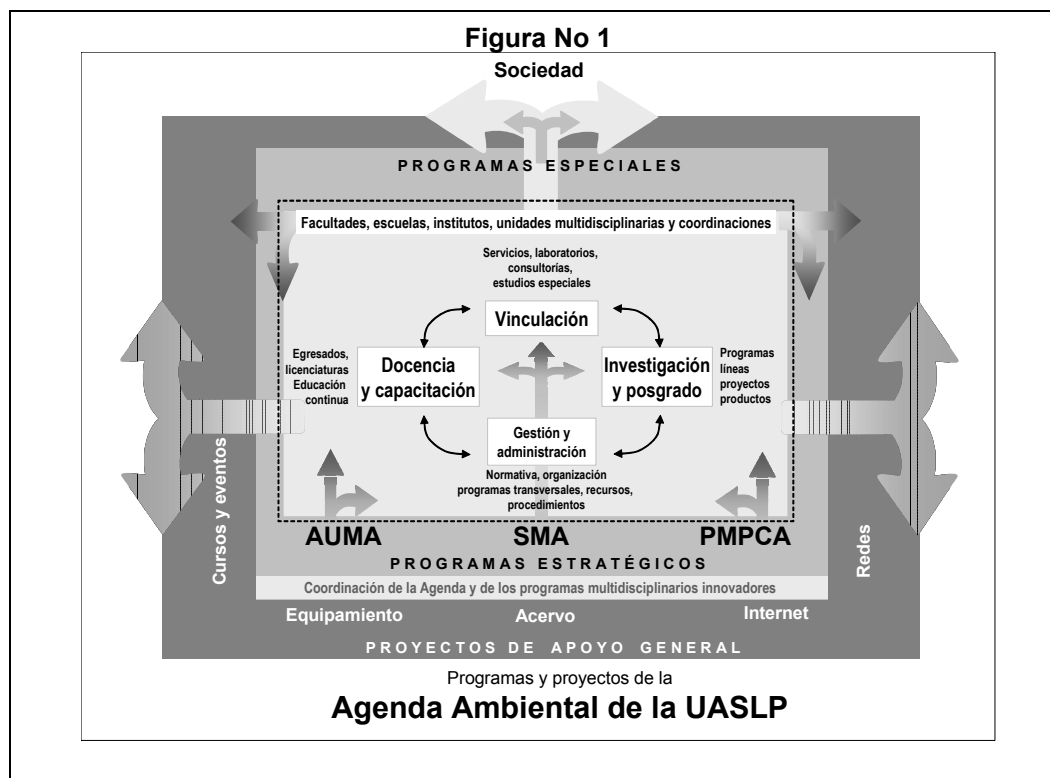 Figura No 1
Sociedad
PROGRAMAS ESPECIALES
Facultades, escuelas, institutos, unidades multidisciplinarias y coordinaciones
Servicios, laboratorios,
consultorías,
estudios especiales
Vinculación
Egresados,
licenciaturas
Educación
continua
Docencia
y capacitación
Investigación
y posgrado
Programas
líneas
proyectos
productos
Gestión y
administración
Normativa, organización
programas transversales, recursos,
procedimientos
Cursos y eventos
Redes
AUMA
SMA
PMPCA
PROGRAMAS ESTRATÉGICOS
Coordinación de la Agenda y de los programas multidisciplinarios innovadores
Equipamiento
Acervo
Internet
PROYECTOS DE APOYO GENERAL
Programas y proyectos de la
Agenda Ambiental de la UASLP